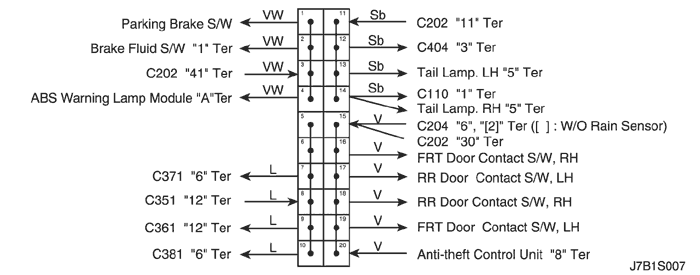 Parking Brake S/W VW 1 11 Sb C202 "11" Ter
Brake Fluid S/W "1" Ter VW 2 12 Sb C404 "3" Ter
C202 "41" Ter VW 3 13 Sb Tail Lamp. LH "5" Ter
ABS Warning Lamp Module "A"Ter VW 4 14 Sb C110 "1" Ter
Tail Lamp. RH "5" Ter
5 15 V C204 "6", "[2]" Ter ([ ] : W/O Rain Sensor)
C202 "30" Ter
6 16 V FRT Door Contact S/W, RH
C371 "6" Ter L 7 17 V RR Door Contact S/W, LH
C351 "12" Ter L 8 18 V RR Door Contact S/W, RH
C361 "12" Ter L 9 19 V FRT Door Contact S/W, LH
C381 "6" Ter L 10 20 V Anti-theft Control Unit "8" Ter
J7B1S007